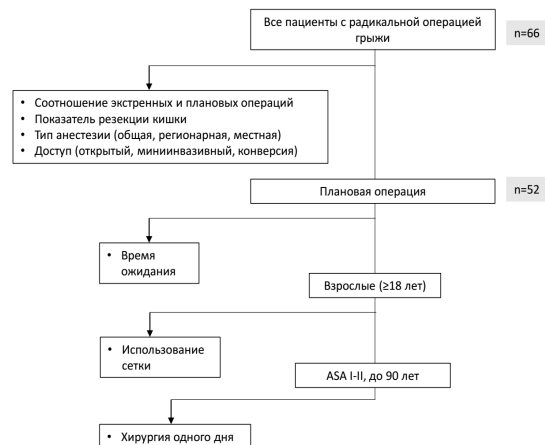 Все пациенты с радикальной операцией
грыжи
n=66
• Соотношение экстренных и плановых операций
• Показатель резекции кишки
• Тип анестезии (общая, регионарная, местная)
• Доступ (открытый, миниинвазивный, конверсия)
Плановая операция
n=52
• Время
ожидания
Взрослые (≥18 лет)
• Использование
сетки
ASA I-II, до 90 лет
• Хирургия одного дня